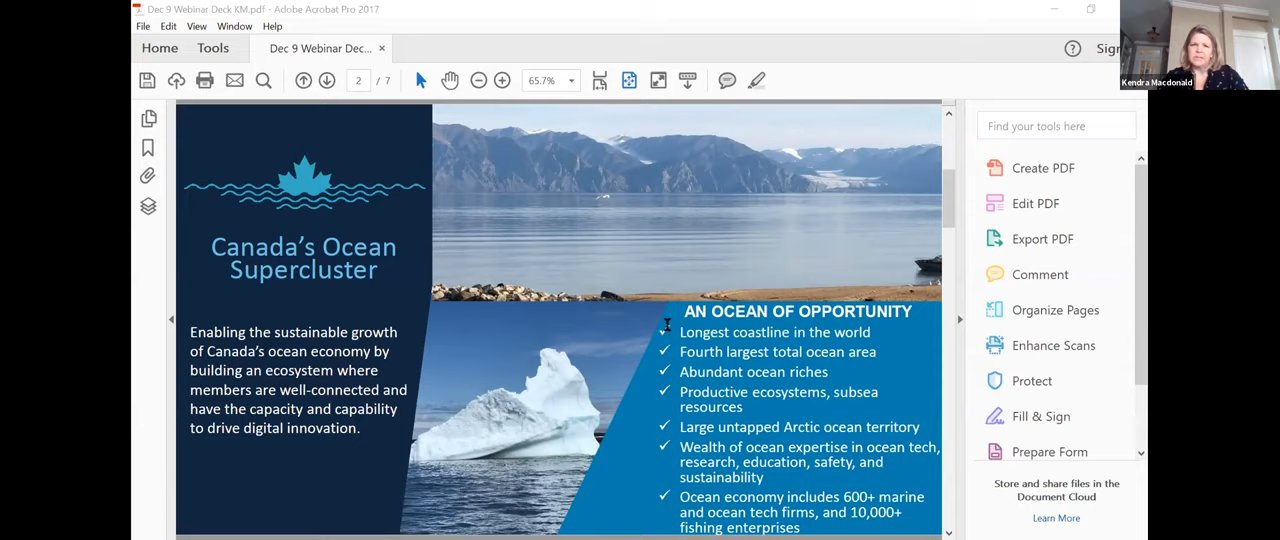 Dec 9 Webinar Deck KM.pdf - Adobe Acrobat Pro 2017
File Edit View Window Help
Home Tools Dec 9 Webinar Dec... × ? Sign
2 / 7 65.7%
Kendra Macdonald
Canada's Ocean
Supercluster
Enabling the sustainable growth
of Canada's ocean economy by
building an ecosystem where
members are well-connected and
have the capacity and capability
to drive digital innovation.
AN OCEAN OF OPPORTUNITY
✓ Longest coastline in the world
✓ Fourth largest total ocean area
✓ Abundant ocean riches
✓ Productive ecosystems, subsea
resources
✓ Large untapped Arctic ocean territory
✓ Wealth of ocean expertise in ocean tech,
research, education, safety, and
sustainability
✓ Ocean economy includes 600+ marine
and ocean tech firms, and 10,000+
fishing enterprises
Find your tools here
Create PDF
Edit PDF
Export PDF
Comment
Organize Pages
Enhance Scans
Protect
Fill & Sign
Prepare Form
Store and share files in the
Document Cloud
Learn More